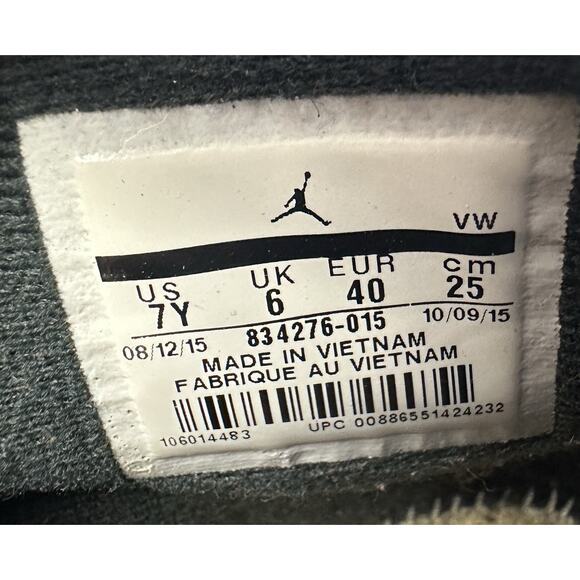 VW
US UK EUR cm
7Y 6 40 25
08/12/15 834276-015 10/09/15
MADE IN VIETNAM
FABRIQUE AU VIETNAM
106014483 UPC 00886551424232